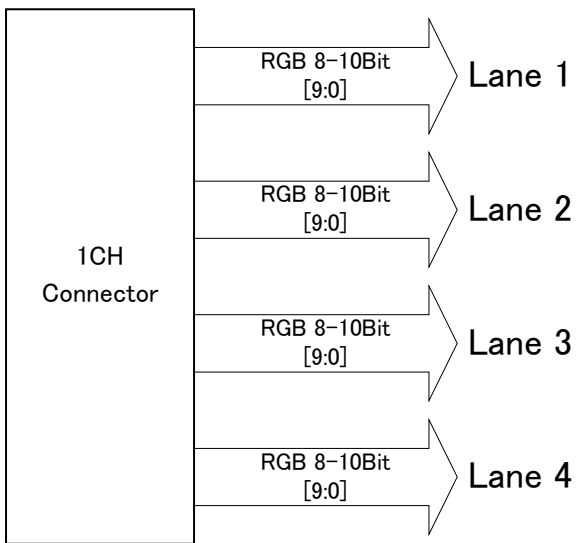 RGB 8-10Bit
[9:0]
Lane 1
RGB 8-10Bit
[9:0]
Lane 2
1CH
Connector
RGB 8-10Bit
[9:0]
Lane 3
RGB 8-10Bit
[9:0]
Lane 4